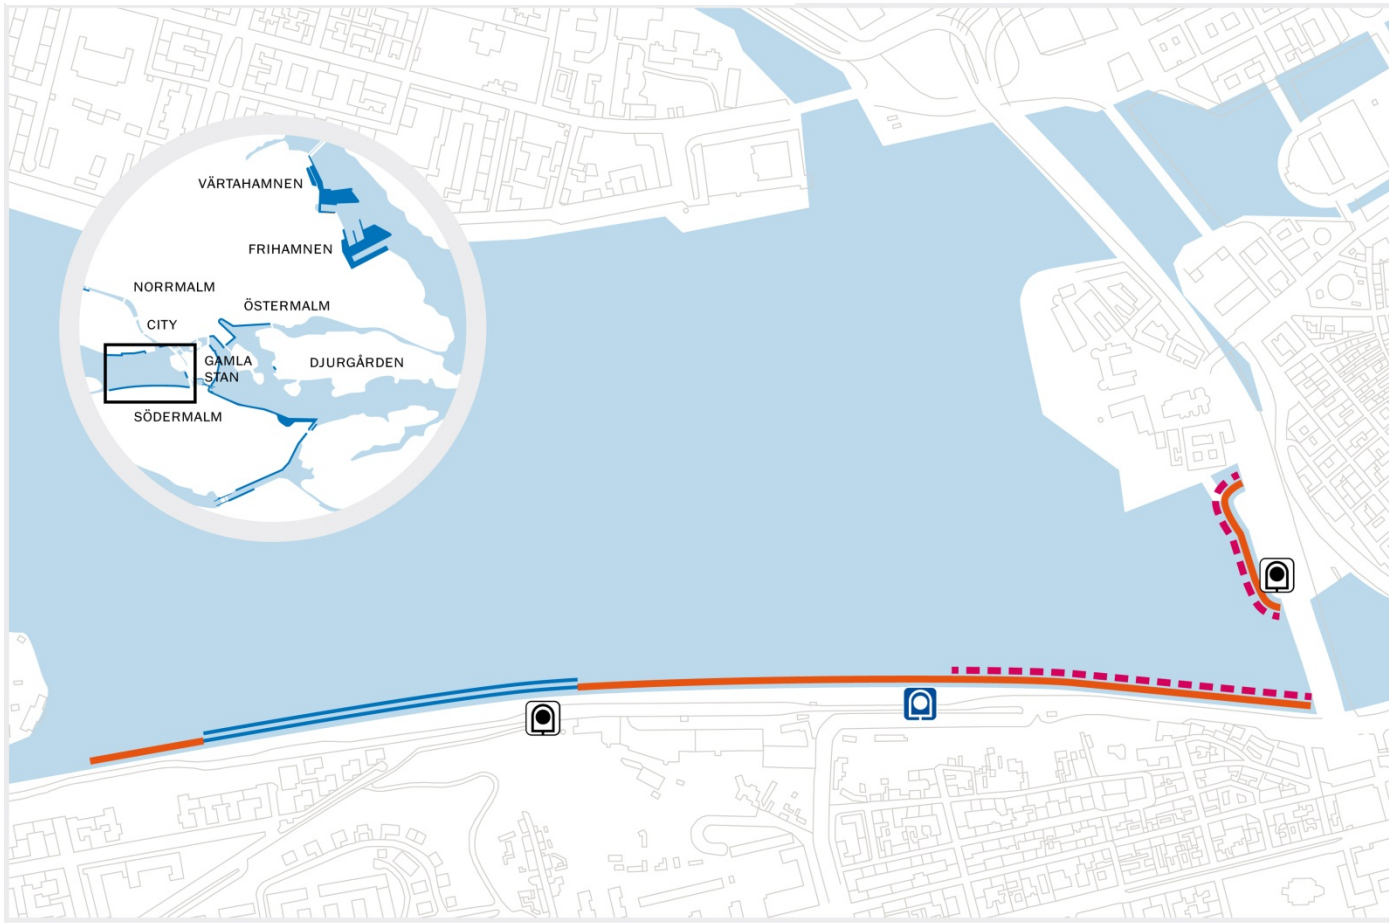 VÄRTAHAMNEN
FRIHAMNEN
NORRMALM
ÖSTERMALM
CITY
GAMLA
STAN
DJURGÅRDEN
SÖDERMALM